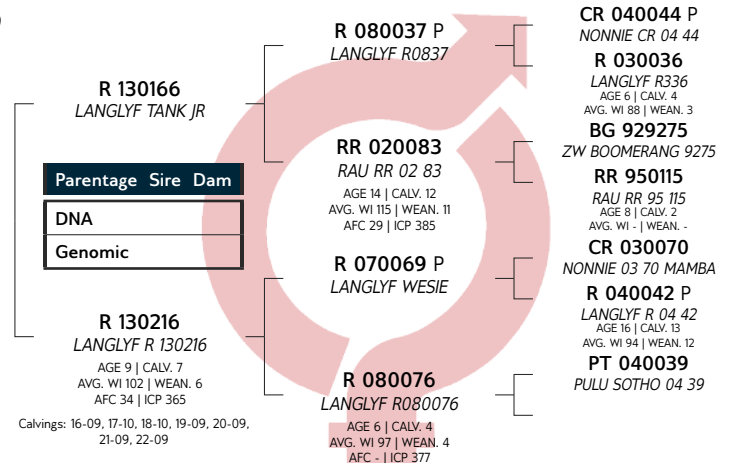 R 130166
LANGLYF TANK JR
Parentage Sire Dam
DNA
Genomic
R 130216
LANGLYF R 130216
AGE 9 | CALV. 7
AVG. WI 102 | WEAN. 6
AFC 34 | ICP 365
Calvings: 16-09, 17-10, 18-10, 19-09, 20-09,
21-09, 22-09
R 080037 P
LANGLYF R0837
RR 020083
RAU RR 02 83
AGE 14 | CALV. 12
AVG. WI 115 | WEAN. 11
AFC 29 | ICP 385
R 070069 P
LANGLYF WESIE
R 080076
LANGLYF R080076
AGE 6 | CALV. 4
AVG. WI 97 | WEAN. 4
AFC - | ICP 377
CR 040044 P
NONNIE CR 04 44
R 030036
LANGLYF R336
AGE 6 | CALV. 4
AVG. WI 88 | WEAN. 3
BG 929275
ZW BOOMERANG 9275
RR 950115
RAU RR 95 115
AGE 8 | CALV. 2
AVG. WI - | WEAN. -
CR 030070
NONNIE 03 70 MAMBA
R 040042 P
LANGLYF R 04 42
AGE 16 | CALV. 13
AVG. WI 94 | WEAN. 12
PT 040039
PULU SOTHO 04 39